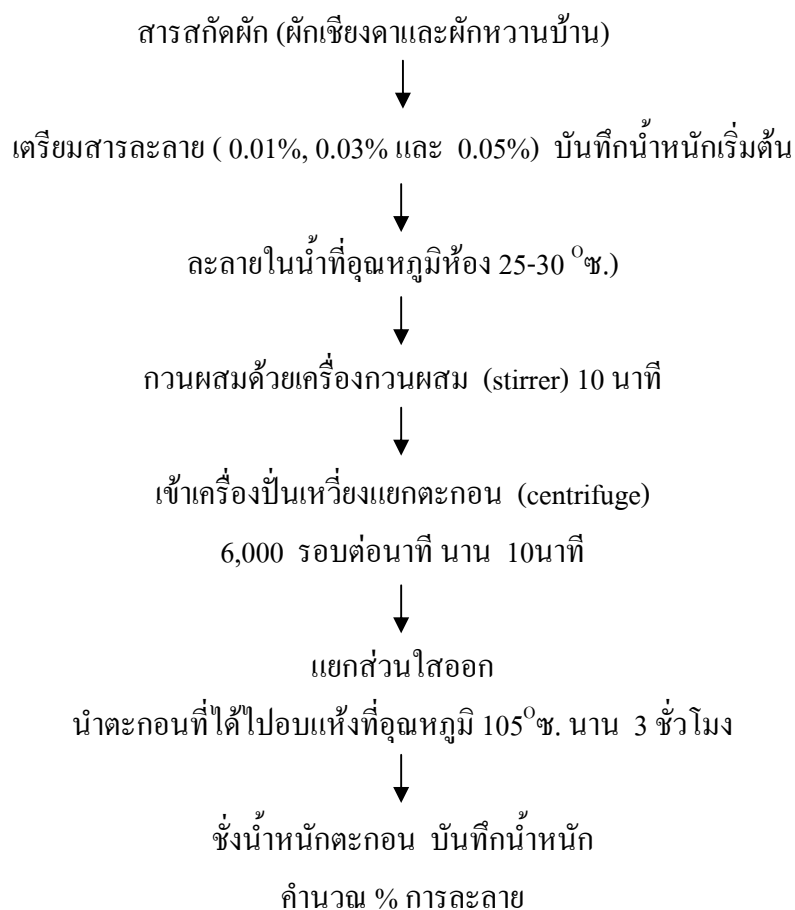 สารสกัดผัก (ผักเชียงดาและผักหวานบ้าน)
เตรียมสารละลาย ( 0.01%, 0.03% และ 0.05%) บันทึกน้ำหนักเริ่มต้น
ละลายในน้ำที่อุณหภูมิห้อง 25-30 ᴼซ.)
กวนผสมด้วยเครื่องกวนผสม (stirrer) 10 นาที
เข้าเครื่องปั่นเหวี่ยงแยกตะกอน (centrifuge)
6,000 รอบต่อนาที นาน 10นาที
แยกส่วนใสออก
นำตะกอนที่ได้ไปอบแห้งที่อุณหภูมิ 105ᴼซ. นาน 3 ชั่วโมง
ชั่งน้ำหนักตะกอน บันทึกน้ำหนัก
คำนวณ % การละลาย